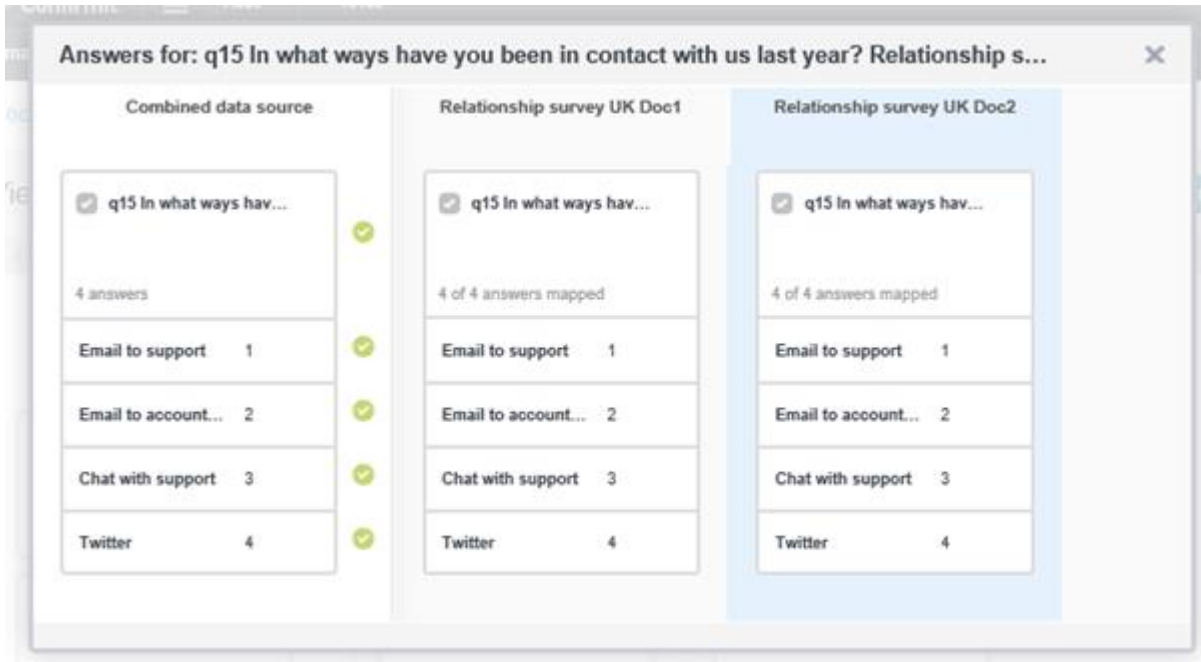 Confirmit
Answers for: q15 In what ways have you been in contact with us last year? Relationship s...
Combined data source
Relationship survey UK Doc1
Relationship survey UK Doc2
q15 In what ways hav...
q15 In what ways hav...
q15 In what ways hav...
4 answers
4 of 4 answers mapped
4 of 4 answers mapped
Email to support 1
Email to support 1
Email to support 1
Email to account... 2
Email to account... 2
Email to account... 2
Chat with support 3
Chat with support 3
Chat with support 3
Twitter 4
Twitter 4
Twitter 4